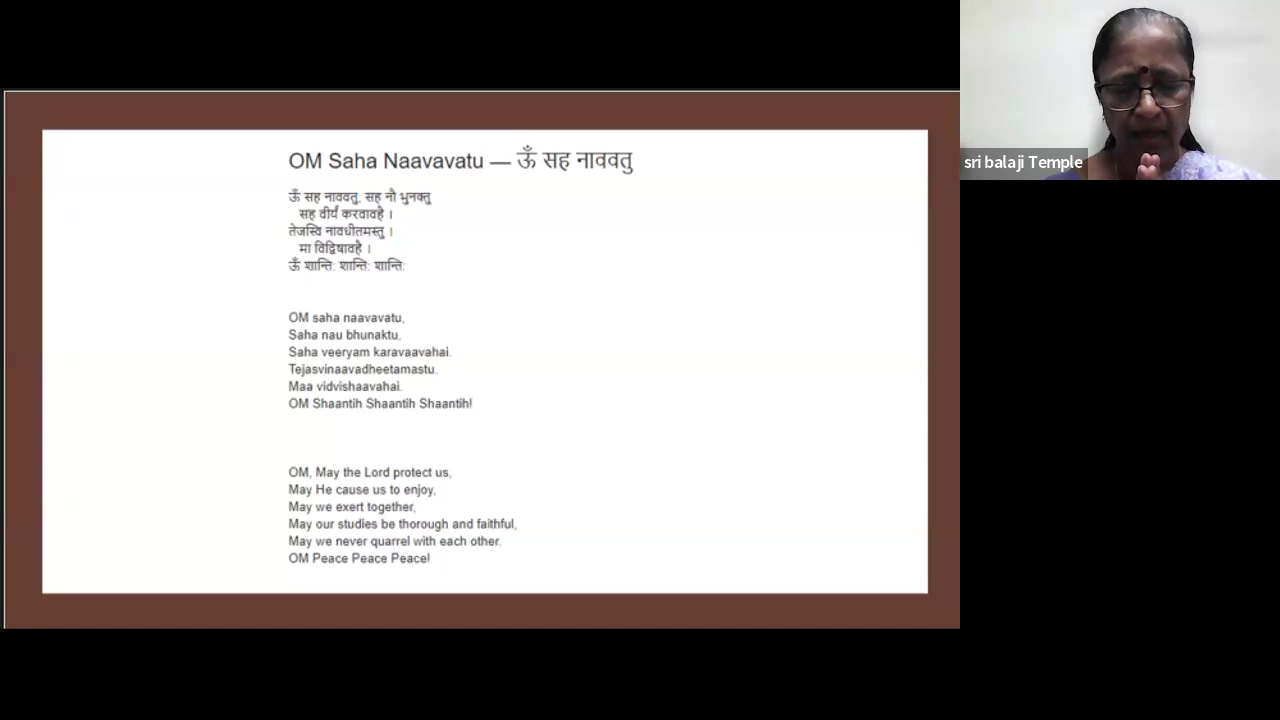 OM Saha Naavavatu — ऊँ सह नाववतु
ऊँ सह नाववतु, सह नौ भुनक्तु
सह वीर्यं करवावहै ।
तेजस्वि नावधीतमस्तु ।
मा विद्विषावहै ।
ऊँ शान्तिः शान्तिः शान्तिः
OM saha naavavatu,
Saha nau bhunaktu,
Saha veeryam karavaavahai.
Tejasvinaavadheetamastu.
Maa vidvishaavahai.
OM Shaantih Shaantih Shaantih!
OM, May the Lord protect us,
May He cause us to enjoy,
May we exert together,
May our studies be thorough and faithful,
May we never quarrel with each other.
OM Peace Peace Peace!
sri balaji Temple